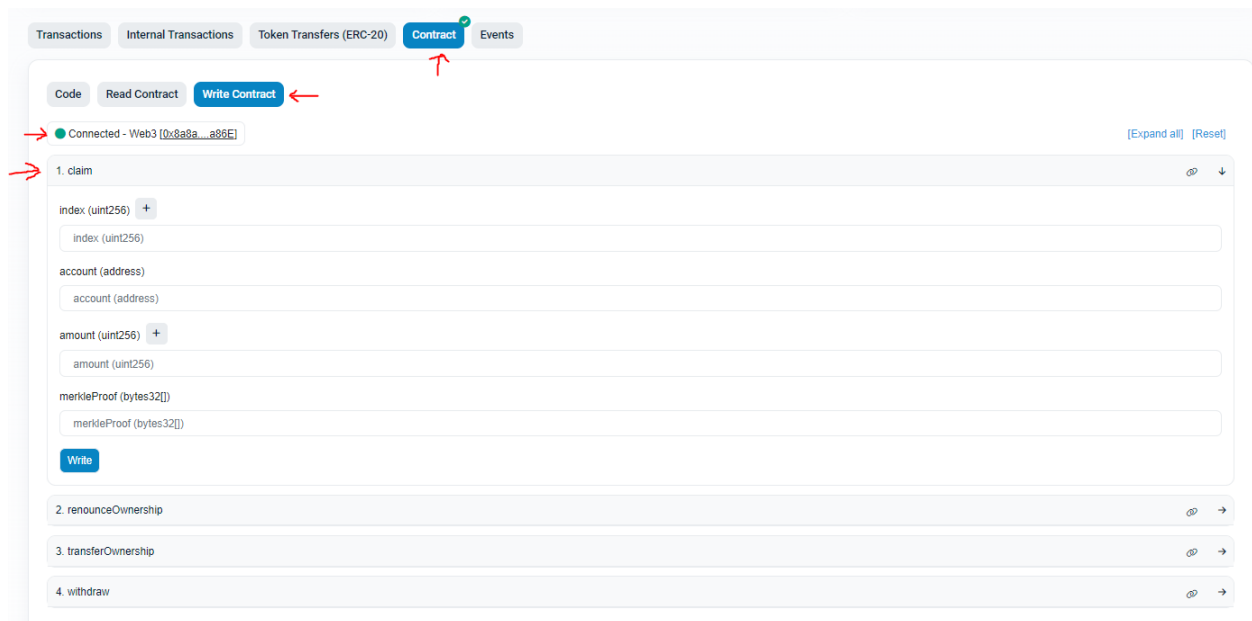 Transactions Internal Transactions Token Transfers (ERC-20) Contract Events
Code Read Contract Write Contract
Connected - Web3 [0x8a8a....a86E] [Expand all] [Reset]
1. claim
index (uint256) +
index (uint256)
account (address)
account (address)
amount (uint256) +
amount (uint256)
merkleProof (bytes32[])
merkleProof (bytes32[])
Write
2. renounceOwnership
3. transferOwnership
4. withdraw